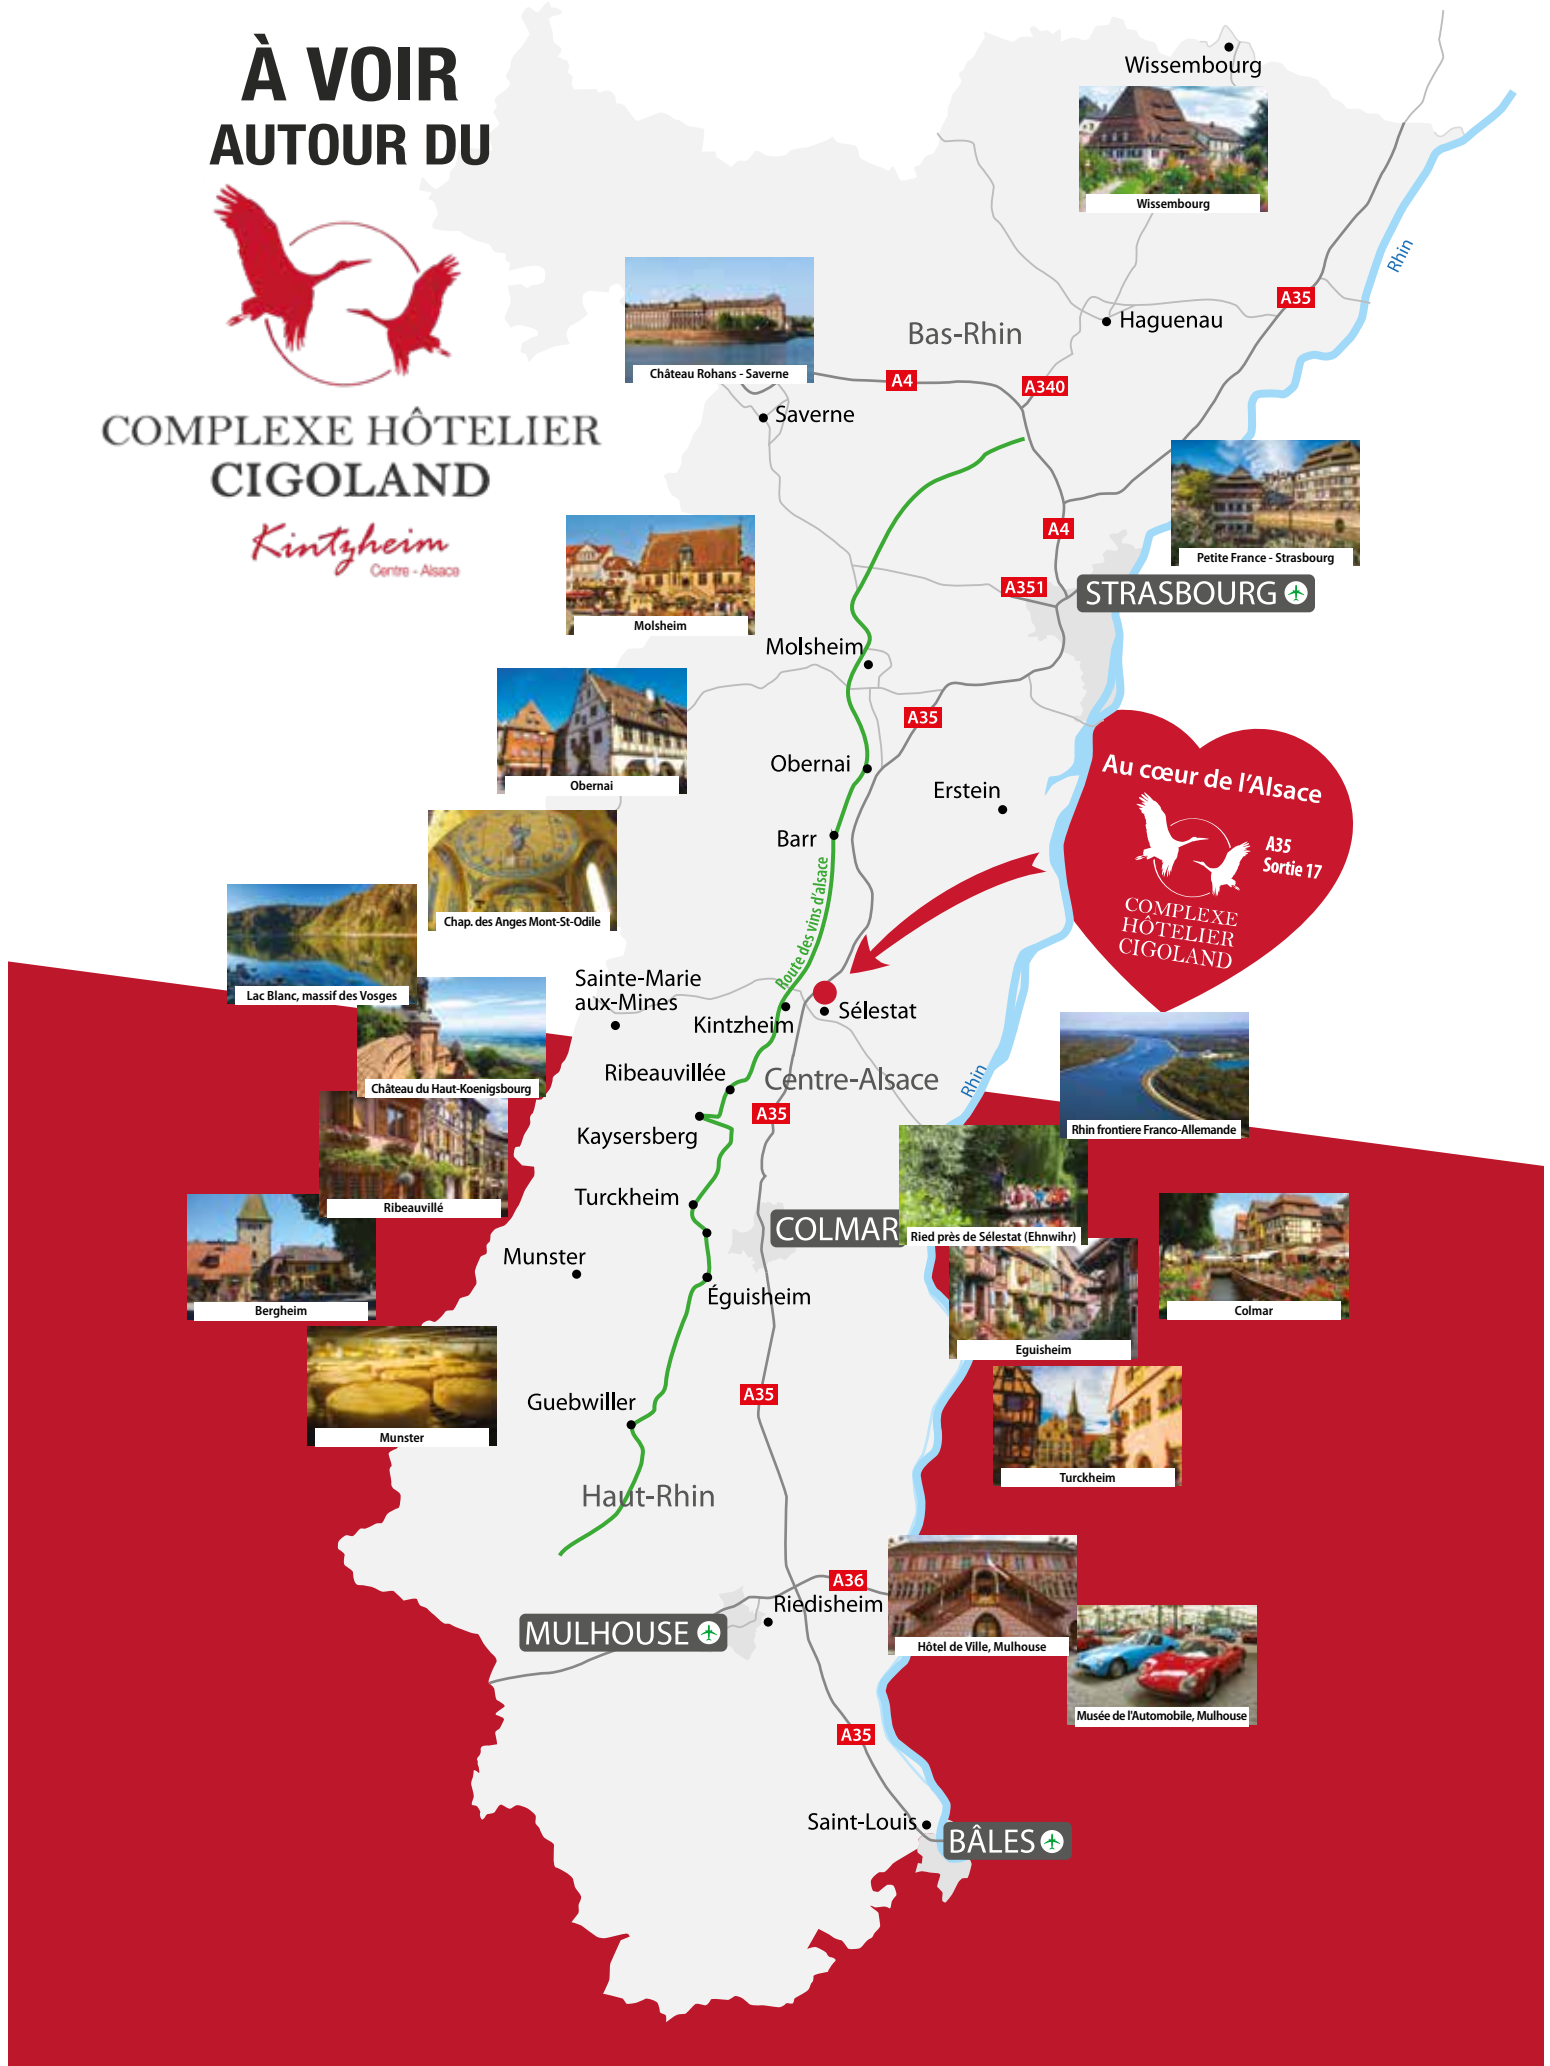 À VOIR
AUTOUR DU
COMPLEXE HÔTELIER
CIGOLAND
Kintzheim
Centre - Alsace
Wissembourg
Wissembourg
Rhin
A35
Haguenau
Bas-Rhin
Château Rohans - Saverne
A4
A340
Saverne
Petite France - Strasbourg
A4
A351
STRASBOURG
Molsheim
Molsheim
Obernai
A35
Obernai
Erstein
Barr
Au cœur de l'Alsace
A35
Sortie 17
COMPLEXE
HÔTELIER
CIGOLAND
Route des vins d'alsace
Chap. des Anges Mont-St-Odile
Lac Blanc, massif des Vosges
Sainte-Marie
aux-Mines
Kintzheim
Sélestat
Château du Haut-Koenigsbourg
Ribeauvillée
Centre-Alsace
Rhin
A35
Rhin frontiere Franco-Allemande
Kaysersberg
Ribeauvillé
Turckheim
COLMAR
Ried près de Sélestat (Ehnwihr)
Munster
Bergheim
Éguisheim
Colmar
Eguisheim
Guebwiller
A35
Munster
Turckheim
Haut-Rhin
A36
Riedisheim
MULHOUSE
Hôtel de Ville, Mulhouse
Musée de l'Automobile, Mulhouse
A35
Saint-Louis
BÂLES